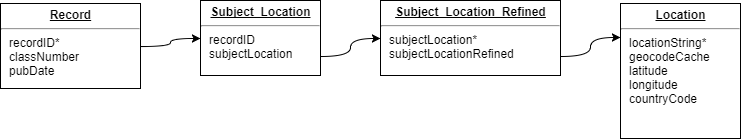 Record
recordID*
classNumber
pubDate
Subject_Location
recordID
subjectLocation
Subject_Location_Refined
subjectLocation*
subjectLocationRefined
Location
locationString*
geocodeCache
latitude
longitude
countryCode